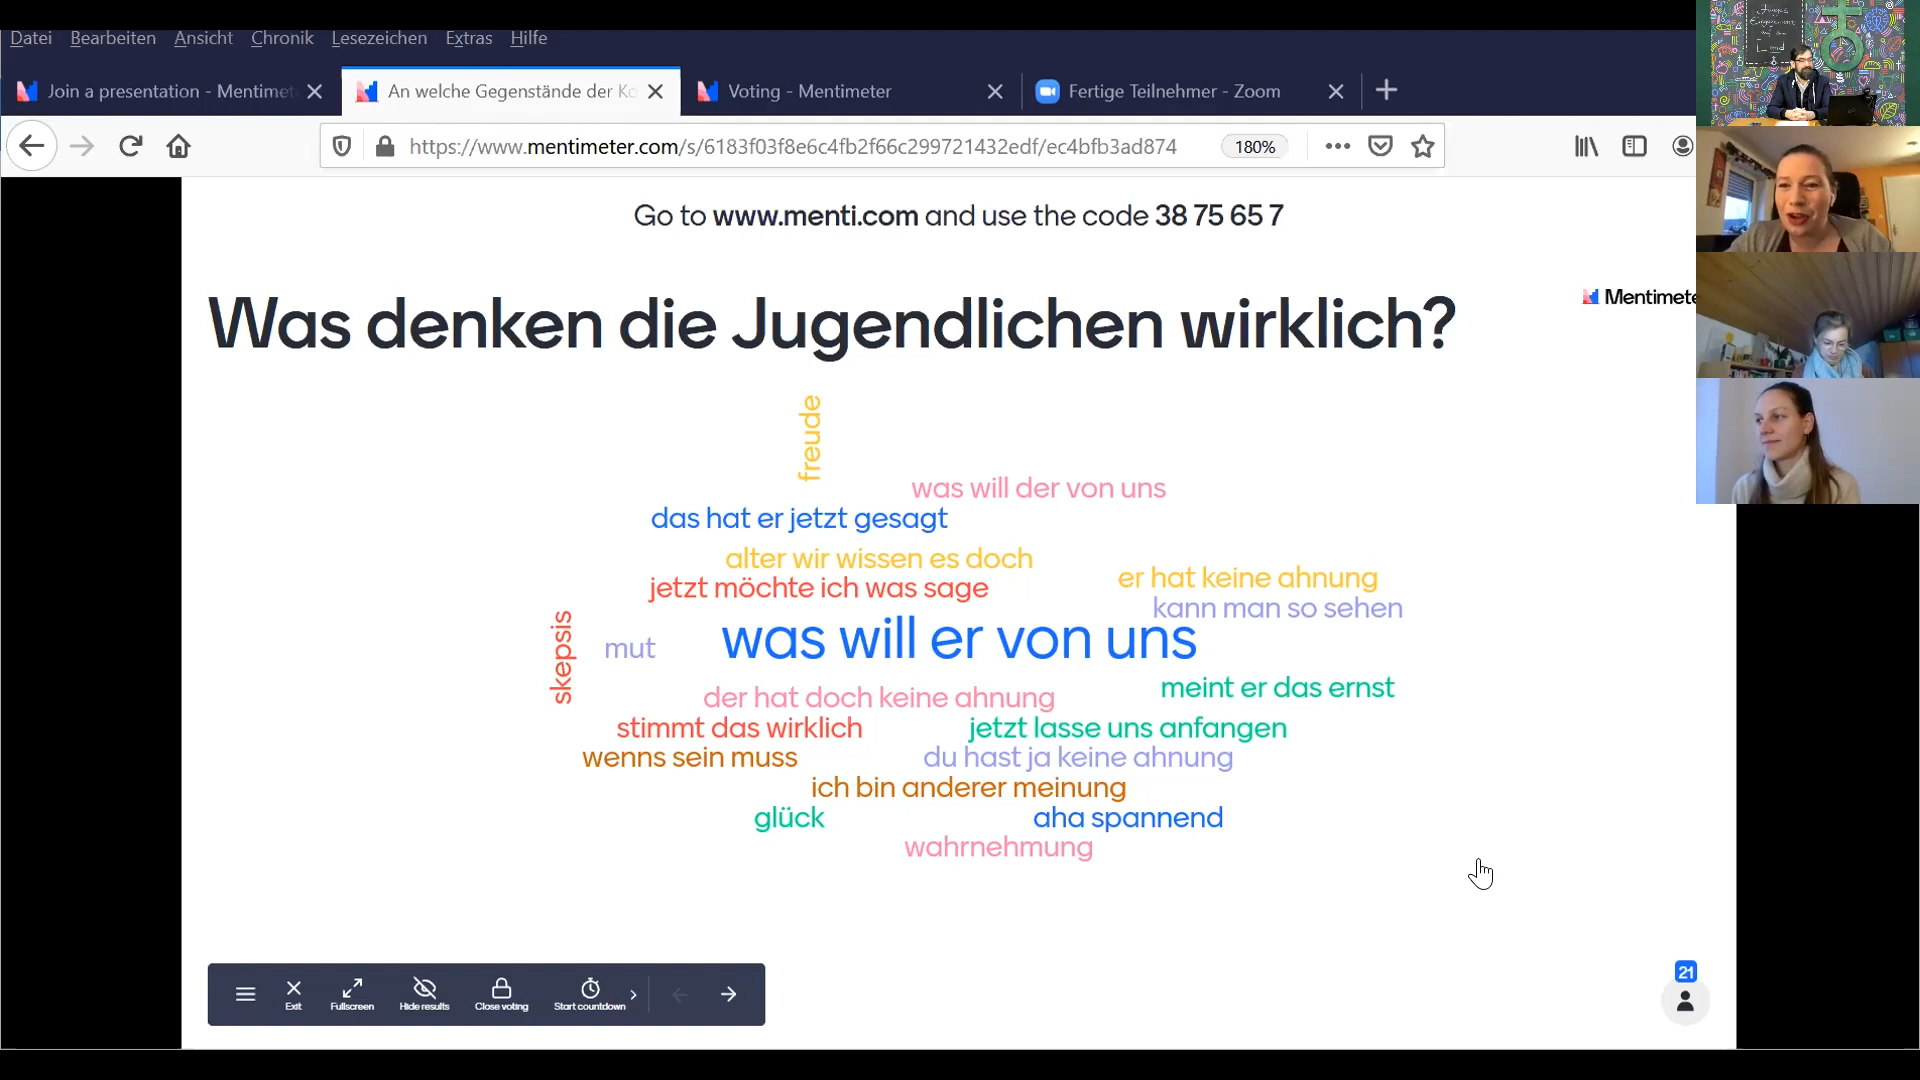 Datei Bearbeiten Ansicht Chronik Lesezeichen Extras Hilfe
Join a presentation - Mentimet
An welche Gegenstände der Ko
Voting - Mentimeter
Fertige Teilnehmer - Zoom
https://www.mentimeter.com/s/6183f03f8e6c4fb2f66c299721432edf/ec4bfb3ad874
180%
Go to www.menti.com and use the code 38 75 65 7
Was denken die Jugendlichen wirklich?
Mentimete
freude
was will der von uns
das hat er jetzt gesagt
alter wir wissen es doch
er hat keine ahnung
jetzt möchte ich was sage
kann man so sehen
skepsis
mut
was will er von uns
meint er das ernst
der hat doch keine ahnung
stimmt das wirklich
jetzt lasse uns anfangen
wenns sein muss
du hast ja keine ahnung
ich bin anderer meinung
glück
aha spannend
wahrnehmung
Exit
Fullscreen
Hide results
Close voting
Start countdown
21